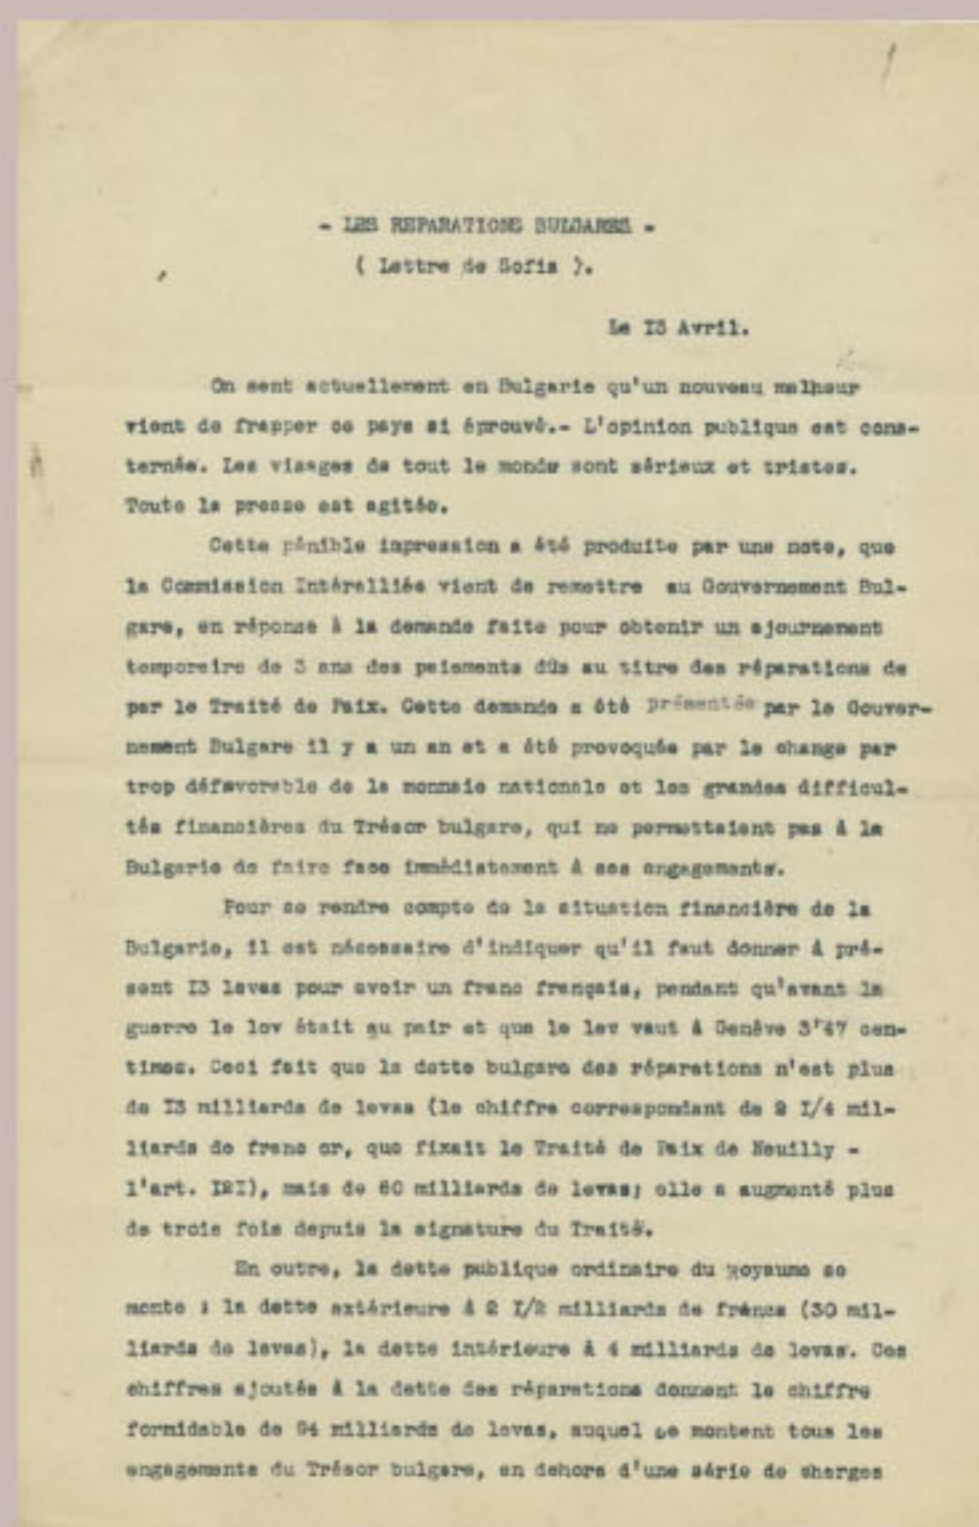 - LES REPARATIONS BULGARES -
( Lettre de Sofia ).
Le I3 Avril.
On sent actuellement en Bulgarie qu'un nouveau malheur
vient de frapper ce pays si éprouvé.- L'opinion publique est cons-
ternée. Les visages de tout le monde sont sérieux et tristes.
Toute la presse est agitée.
Cette pénible impression a été produite par une note, que
la Commission Intéralliée vient de remettre au Gouvernement Bul-
gare, en réponse à la demande faite pour obtenir un ajournement
temporaire de 3 ans des paiements dûs au titre des réparations de
par le Traité de Paix. Cette demande a été présentée par le Gouver-
nement Bulgare il y a un an et a été provoquée par le change par
trop défavorable de la monnaie nationale et les grandes difficul-
tés financières du Trésor bulgare, qui ne permettaient pas à la
Bulgarie de faire face immédiatement à ses engagements.
Pour se rendre compte de la situation financière de la
Bulgarie, il est nécessaire d'indiquer qu'il faut donner à pré-
sent I3 levas pour avoir un franc français, pendant qu'avant la
guerre le lev était au pair et que le lev vaut à Genève 3'47 cen-
times. Ceci fait que la dette bulgare des réparations n'est plus
de I3 milliards de levas (le chiffre correspondant de 2 I/4 mil-
liards de franc or, que fixait le Traité de Paix de Neuilly -
l'art. I2I), mais de 60 milliards de levas; elle a augmenté plus
de trois fois depuis la signature du Traité.
En outre, la dette publique ordinaire du Royaume se
monte : la dette extérieure à 2 I/2 milliards de francs (30 mil-
liards de levas), la dette intérieure à 4 milliards de levas. Ces
chiffres ajoutés à la dette des réparations donnent le chiffre
formidable de 94 milliards de levas, auquel se montent tous les
engagements du Trésor bulgare, en dehors d'une série de charges